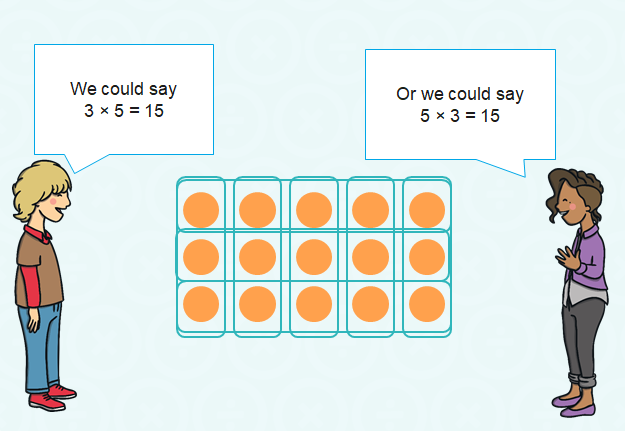 We could say
3 × 5 = 15
Or we could say
5 × 3 = 15